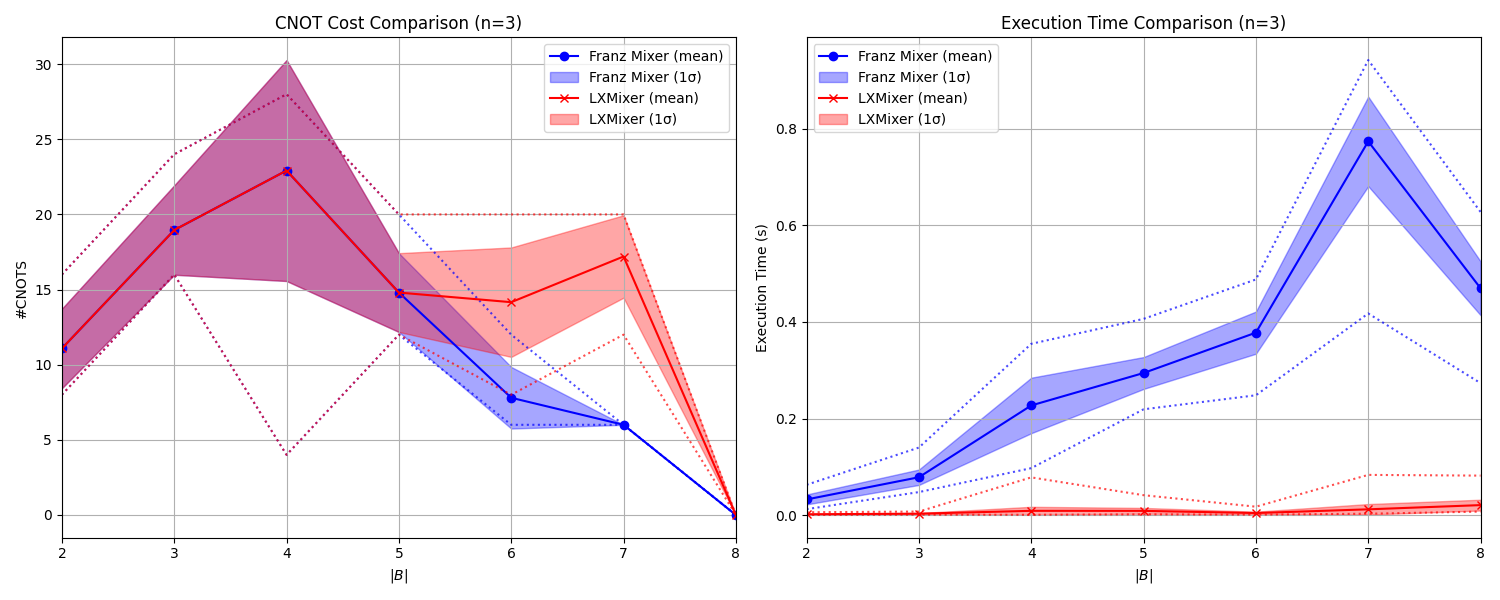 CNOT Cost Comparison (n=3)
#CNOTS
30
25
20
15
10
5
0
2 3 4 5 6 7 8
|B|
Franz Mixer (mean)
Franz Mixer (1σ)
LXMixer (mean)
LXMixer (1σ)
Execution Time Comparison (n=3)
Execution Time (s)
0.8
0.6
0.4
0.2
0.0
2 3 4 5 6 7 8
|B|
Franz Mixer (mean)
Franz Mixer (1σ)
LXMixer (mean)
LXMixer (1σ)